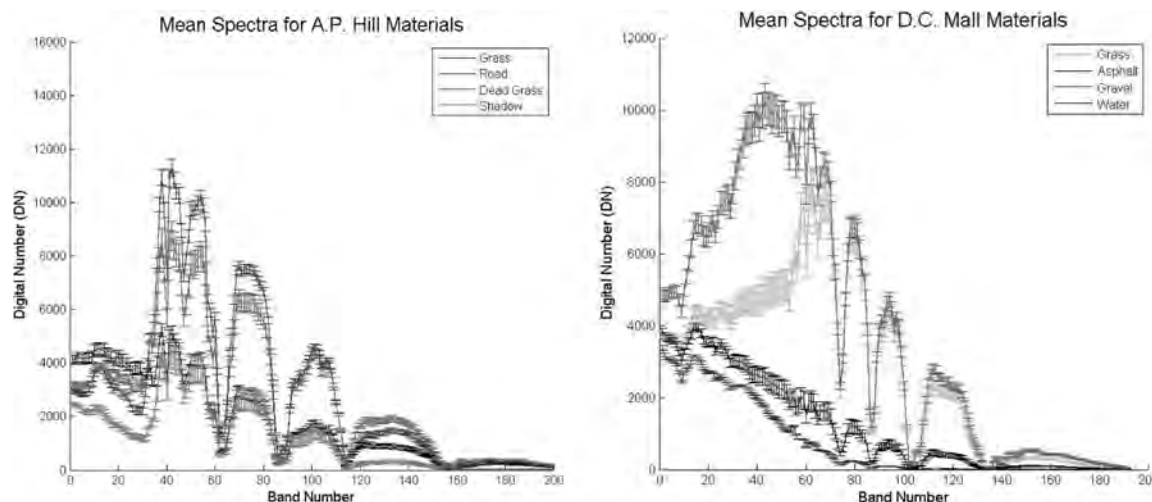 Mean Spectra for A.P. Hill Materials
16000
14000
12000
10000
8000
6000
4000
2000
0
Digital Number (DN)
Grass
Road
Dead Grass
Shadow
0 20 40 60 80 100 120 140 160 180 200
Band Number
Mean Spectra for D.C. Mall Materials
12000
10000
8000
6000
4000
2000
0
Digital Number (DN)
Grass
Asphalt
Gravel
Water
0 20 40 60 80 100 120 140 160 180
Band Number